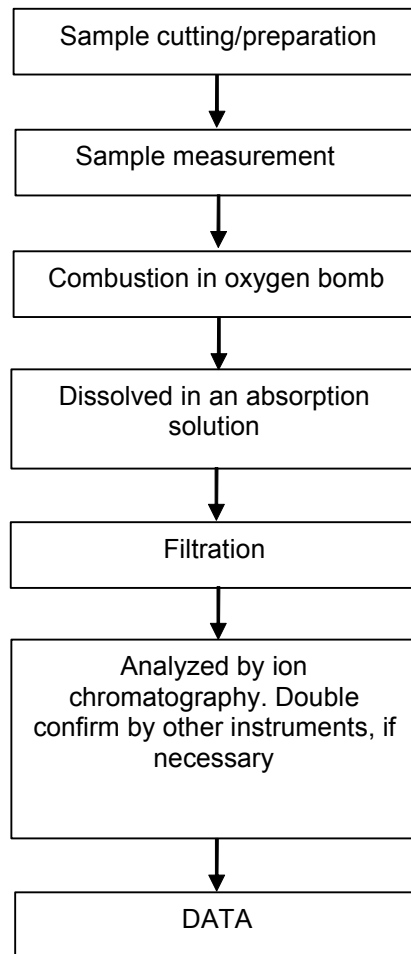 Sample cutting/preparation
Sample measurement
Combustion in oxygen bomb
Dissolved in an absorption
solution
Filtration
Analyzed by ion
chromatography. Double
confirm by other instruments, if
necessary
DATA